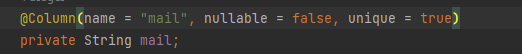 @Column(name = "mail", nullable = false, unique = true)
private String mail;